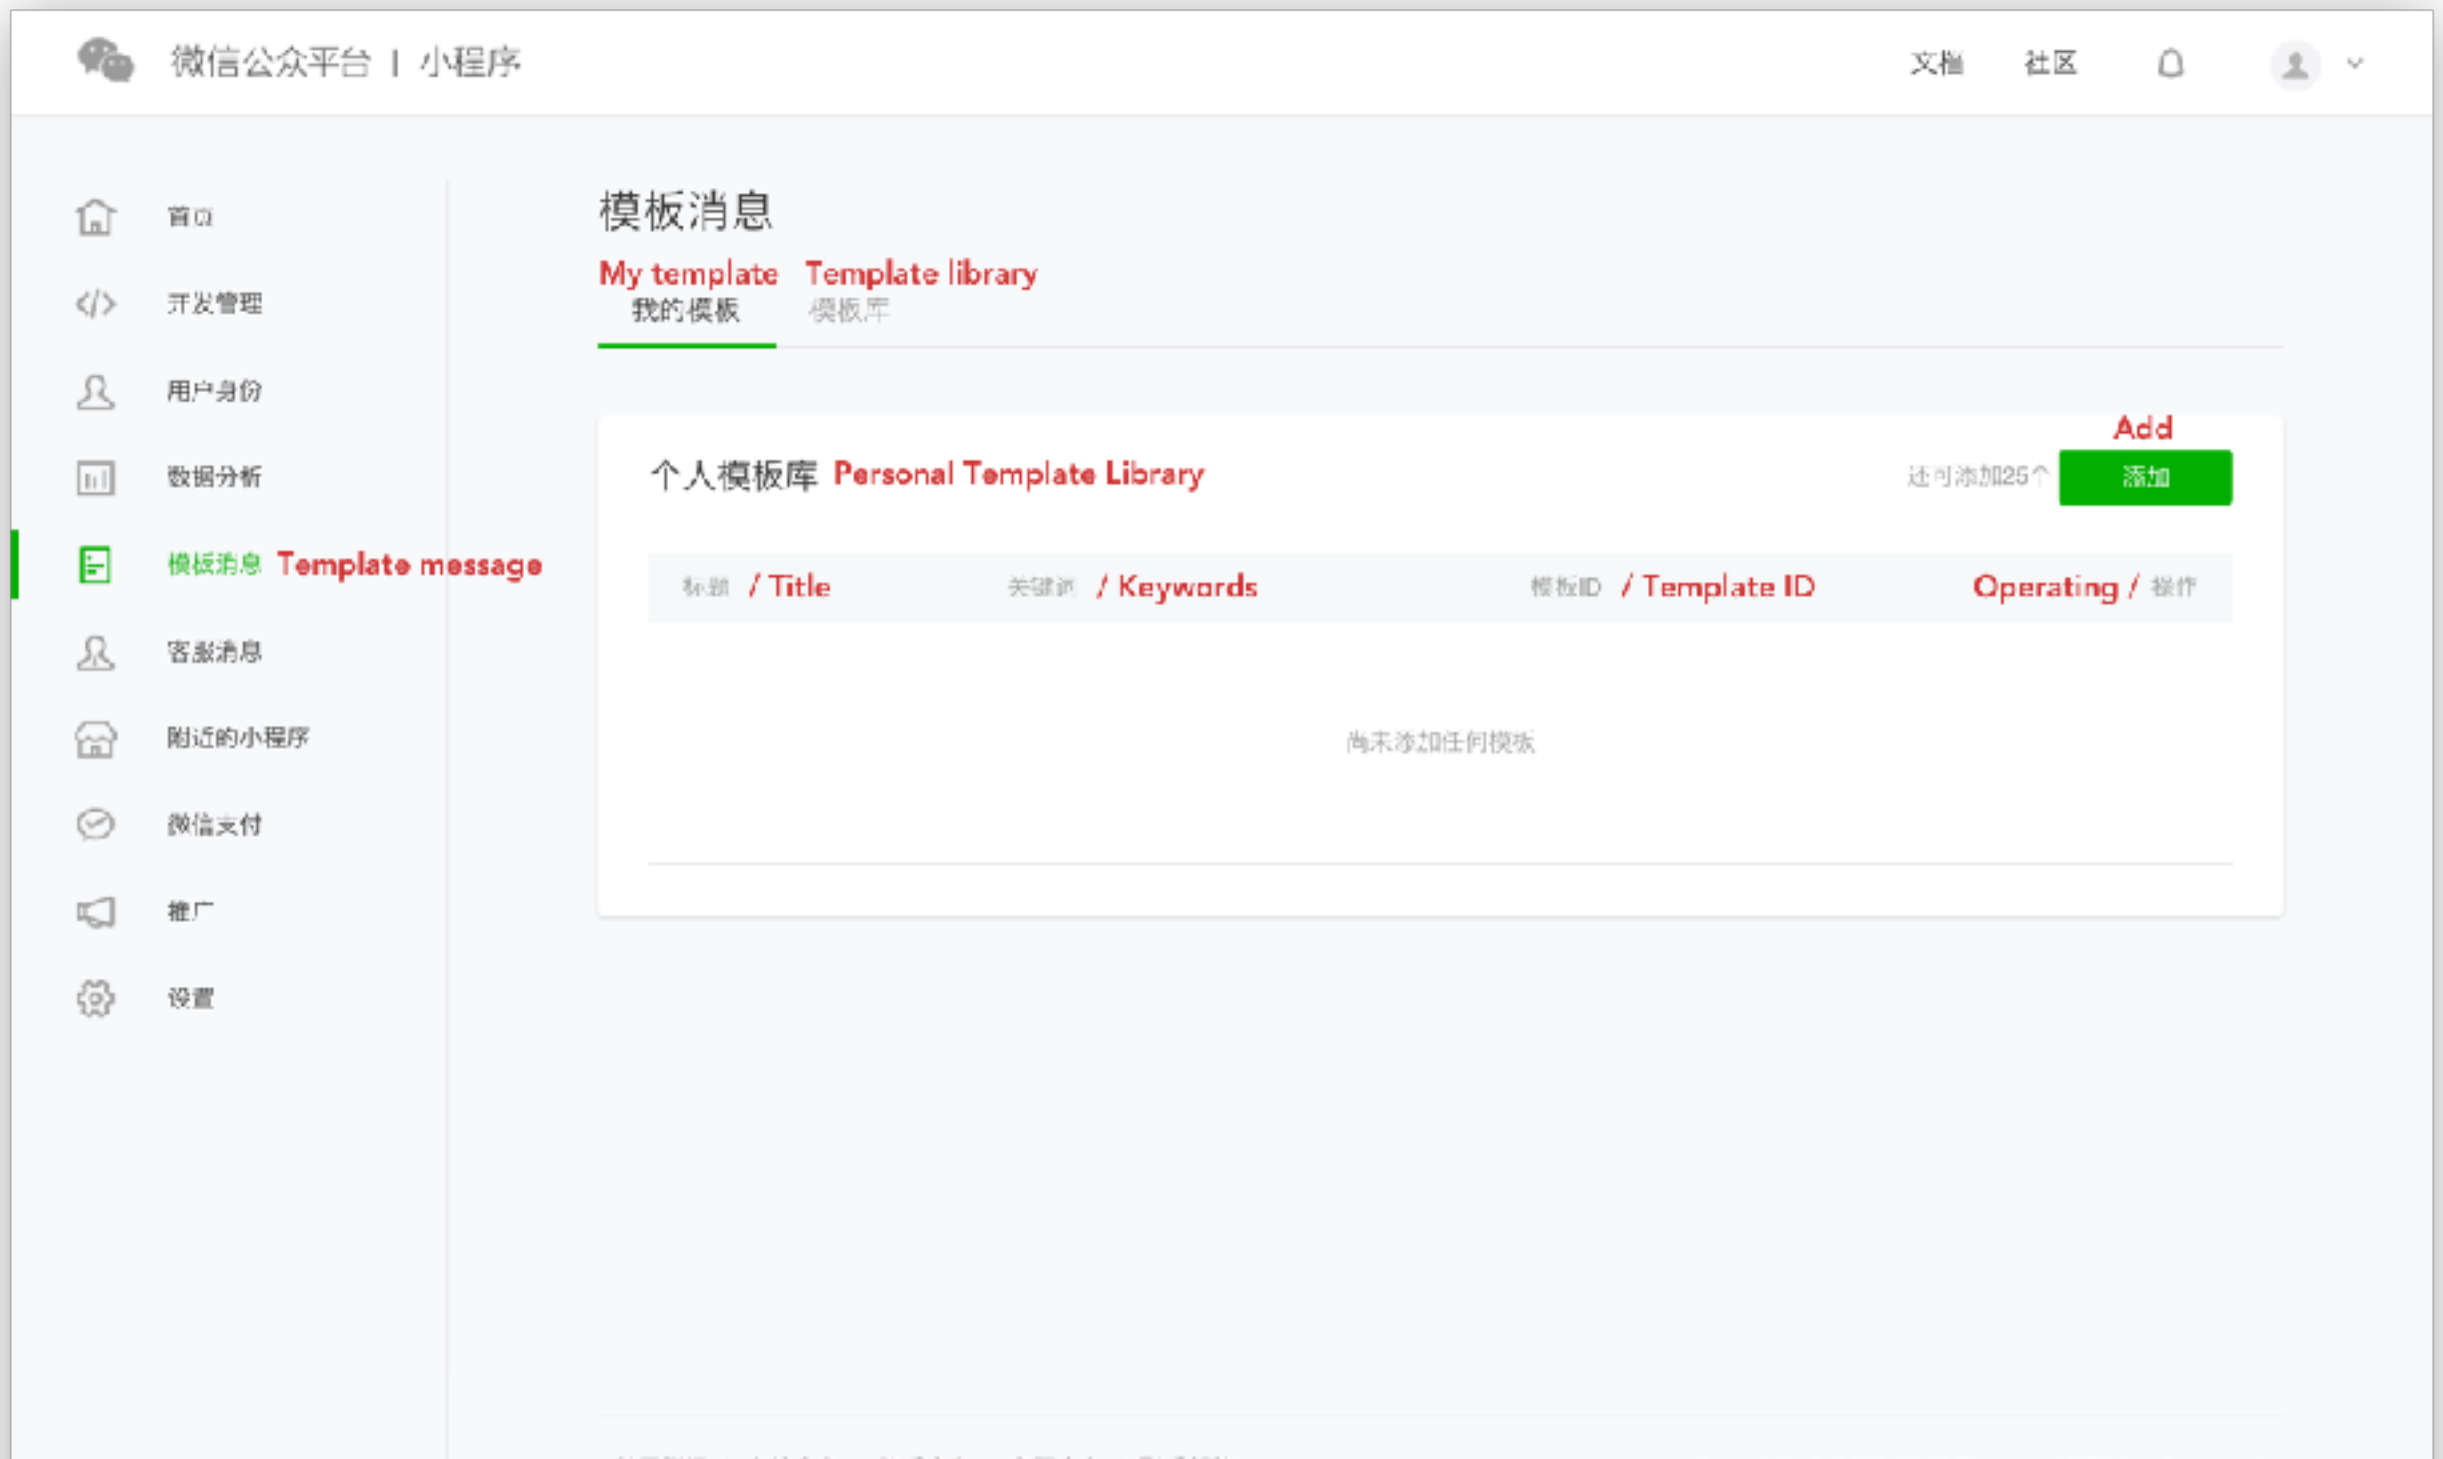 微信公众平台 | 小程序
文档
社区
首页
开发管理
用户身份
数据分析
模板消息 Template message
客服消息
附近的小程序
微信支付
推广
设置
模板消息
My template Template library
我的模板 模板库
Add
个人模板库 Personal Template Library 还可添加25个 添加
标题 / Title 关键词 / Keywords 模板ID / Template ID Operating / 操作
尚未添加任何模板